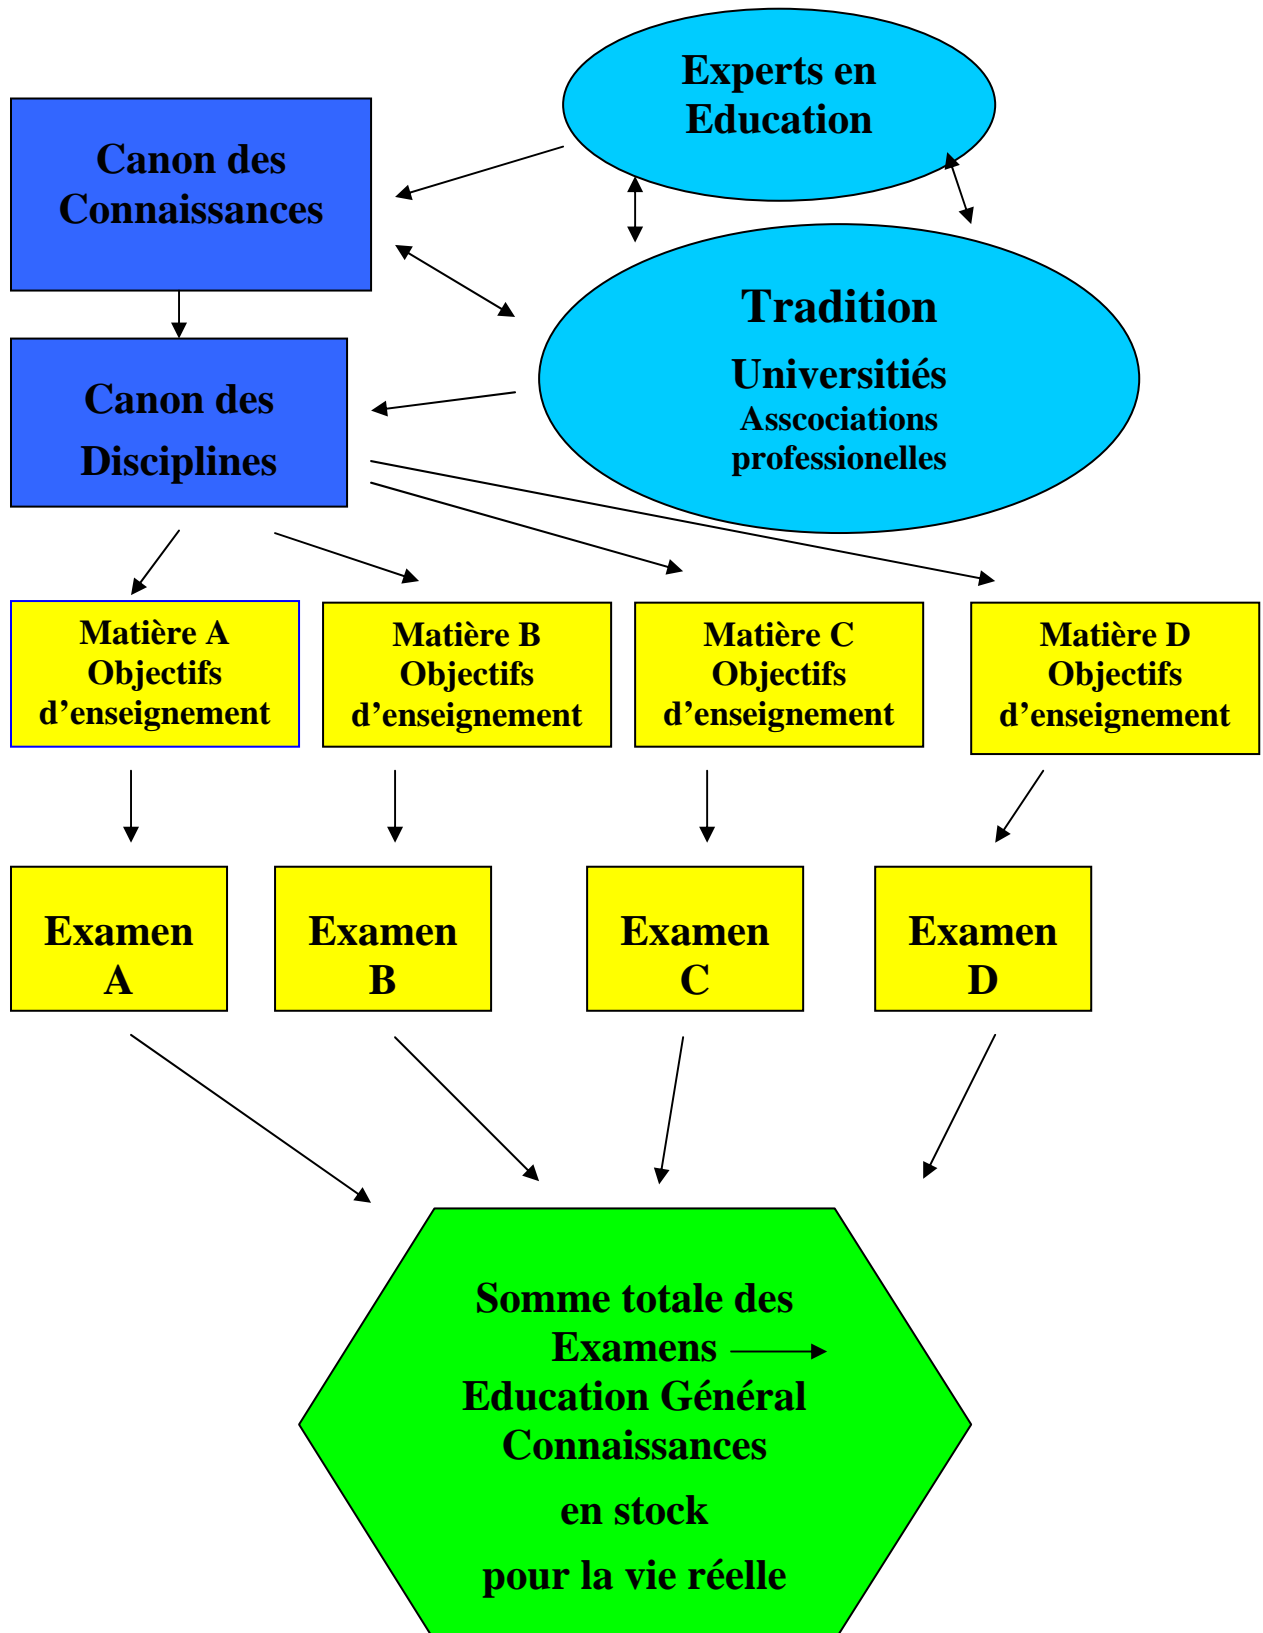 Experts en
Education
Canon des
Connaissances
Tradition
Universitiés
Asscociations
professionelles
Canon des
Disciplines
Matière A
Objectifs
d’enseignement
Matière B
Objectifs
d’enseignement
Matière C
Objectifs
d’enseignement
Matière D
Objectifs
d’enseignement
Examen
A
Examen
B
Examen
C
Examen
D
Somme totale des
Examens
Education Général
Connaissances
en stock
pour la vie réelle